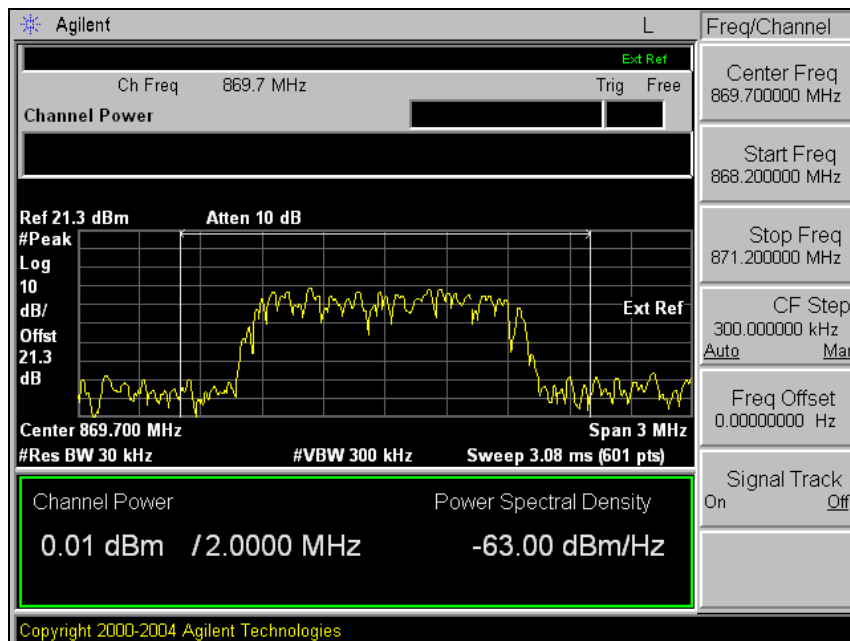 Agilent
L
Freq/Channel
Ext Ref
Ch Freq 869.7 MHz
Trig Free
Channel Power
Center Freq
869.700000 MHz
Start Freq
868.200000 MHz
Stop Freq
871.200000 MHz
CF Step
300.000000 kHz
Auto Mar
Freq Offset
0.00000000 Hz
Signal Track
On Off
Ref 21.3 dBm Atten 10 dB
#Peak
Log
10
dB/
Offst
21.3
dB
Ext Ref
Center 869.700 MHz Span 3 MHz
#Res BW 30 kHz #VBW 300 kHz Sweep 3.08 ms (601 pts)
Channel Power
Power Spectral Density
0.01 dBm / 2.0000 MHz
-63.00 dBm/Hz
Copyright 2000-2004 Agilent Technologies